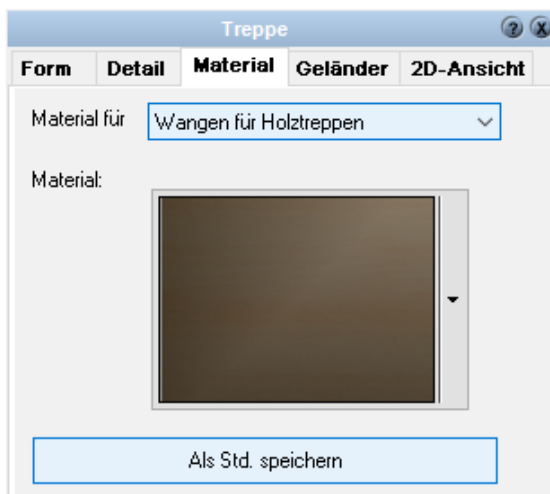 Treppe
Form Detail Material Geländer 2D-Ansicht
Material für Wangen für Holztreppen
Material:
Als Std. speichern